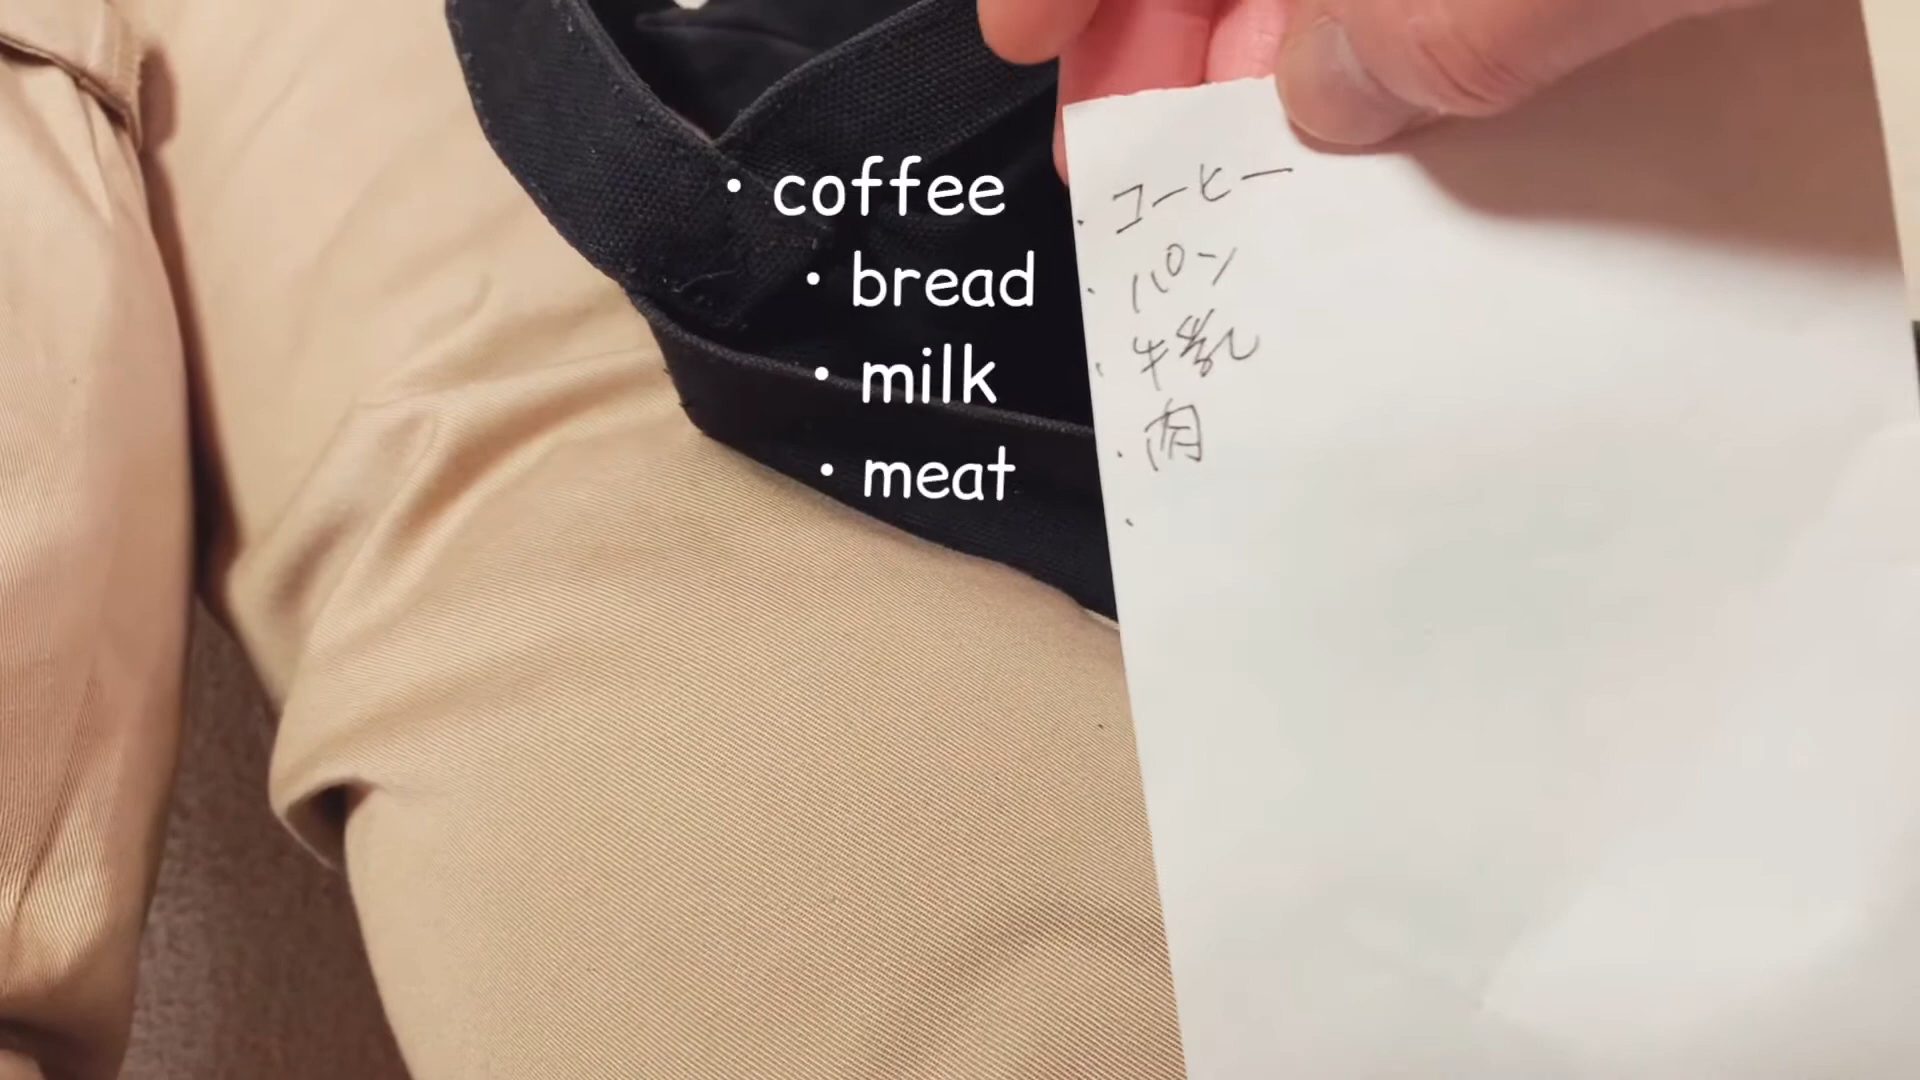 ・コーヒー
・パン
・牛乳
・肉
・
・coffee
・bread
・milk
・meat